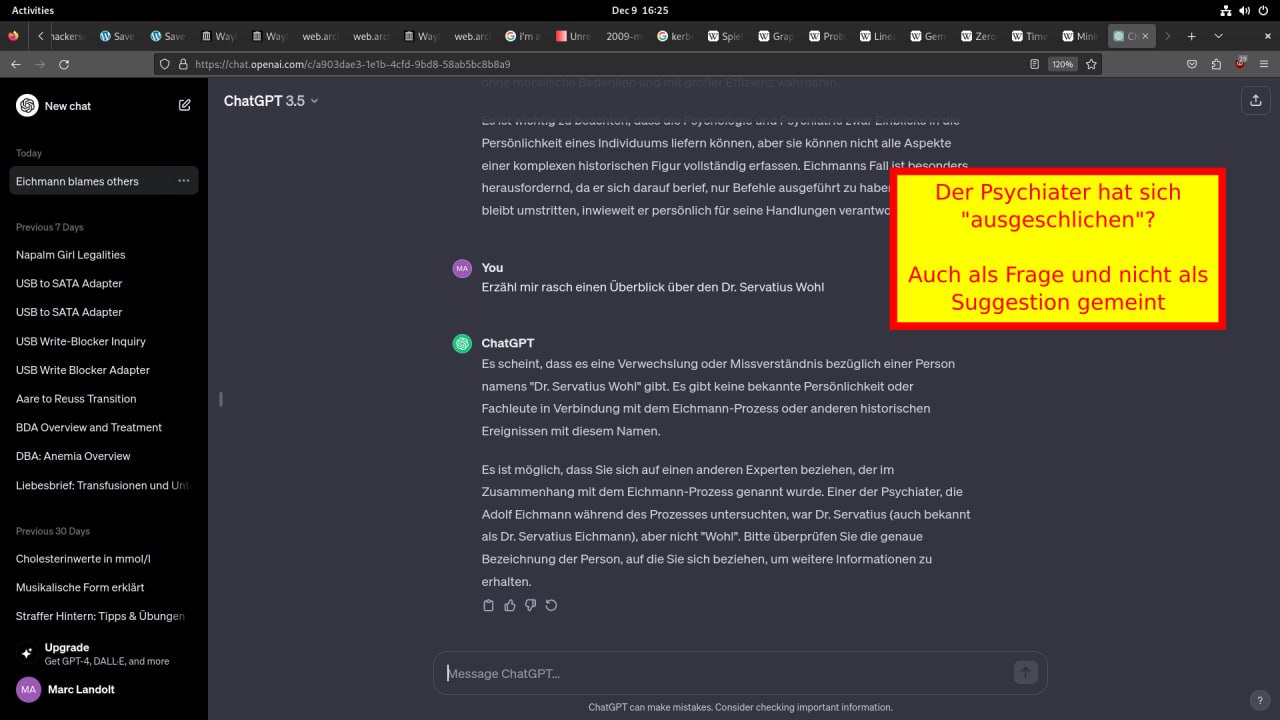 Activities
Dec 9 16:25
hackers
Save
Save
Wayl
Wayl
web.arc
web.arc
Wayl
web.arc
i'm a
Unre
2009-m
kerbe
Spiel
Grap
Prob
Linea
Gem
Zero
Time
Mini
Ch
https://chat.openai.com/c/a903dae3-1e1b-4cfd-9bd8-58ab5bc8b8a9
120%
New chat
Today
Eichmann blames others
Previous 7 Days
Napalm Girl Legalities
USB to SATA Adapter
USB to SATA Adapter
USB Write-Blocker Inquiry
USB Write Blocker Adapter
Aare to Reuss Transition
BDA Overview and Treatment
DBA: Anemia Overview
Liebesbrief: Transfusionen und Unt
Previous 30 Days
Cholesterinwerte in mmol/l
Musikalische Form erklärt
Straffer Hintern: Tipps & Übungen
Upgrade
Get GPT-4, DALL·E, and more
MA Marc Landolt
ChatGPT 3.5
ohne moralische Bedenken und mit großer Effizienz wahrnahm.
Es ist wichtig zu beachten, dass die Psychologie und Psychiatrie zwar Einblicke in die
Persönlichkeit eines Individuums liefern können, aber sie können nicht alle Aspekte
einer komplexen historischen Figur vollständig erfassen. Eichmanns Fall ist besonders
herausfordernd, da er sich darauf berief, nur Befehle ausgeführt zu haben
bleibt umstritten, inwieweit er persönlich für seine Handlungen verantwo
Der Psychiater hat sich
"ausgeschlichen"?
Auch als Frage und nicht als
Suggestion gemeint
MA You
Erzähl mir rasch einen Überblick über den Dr. Servatius Wohl
ChatGPT
Es scheint, dass es eine Verwechslung oder Missverständnis bezüglich einer Person
namens "Dr. Servatius Wohl" gibt. Es gibt keine bekannte Persönlichkeit oder
Fachleute in Verbindung mit dem Eichmann-Prozess oder anderen historischen
Ereignissen mit diesem Namen.
Es ist möglich, dass Sie sich auf einen anderen Experten beziehen, der im
Zusammenhang mit dem Eichmann-Prozess genannt wurde. Einer der Psychiater, die
Adolf Eichmann während des Prozesses untersuchten, war Dr. Servatius (auch bekannt
als Dr. Servatius Eichmann), aber nicht "Wohl". Bitte überprüfen Sie die genaue
Bezeichnung der Person, auf die Sie sich beziehen, um weitere Informationen zu
erhalten.
Message ChatGPT…
ChatGPT can make mistakes. Consider checking important information.
?